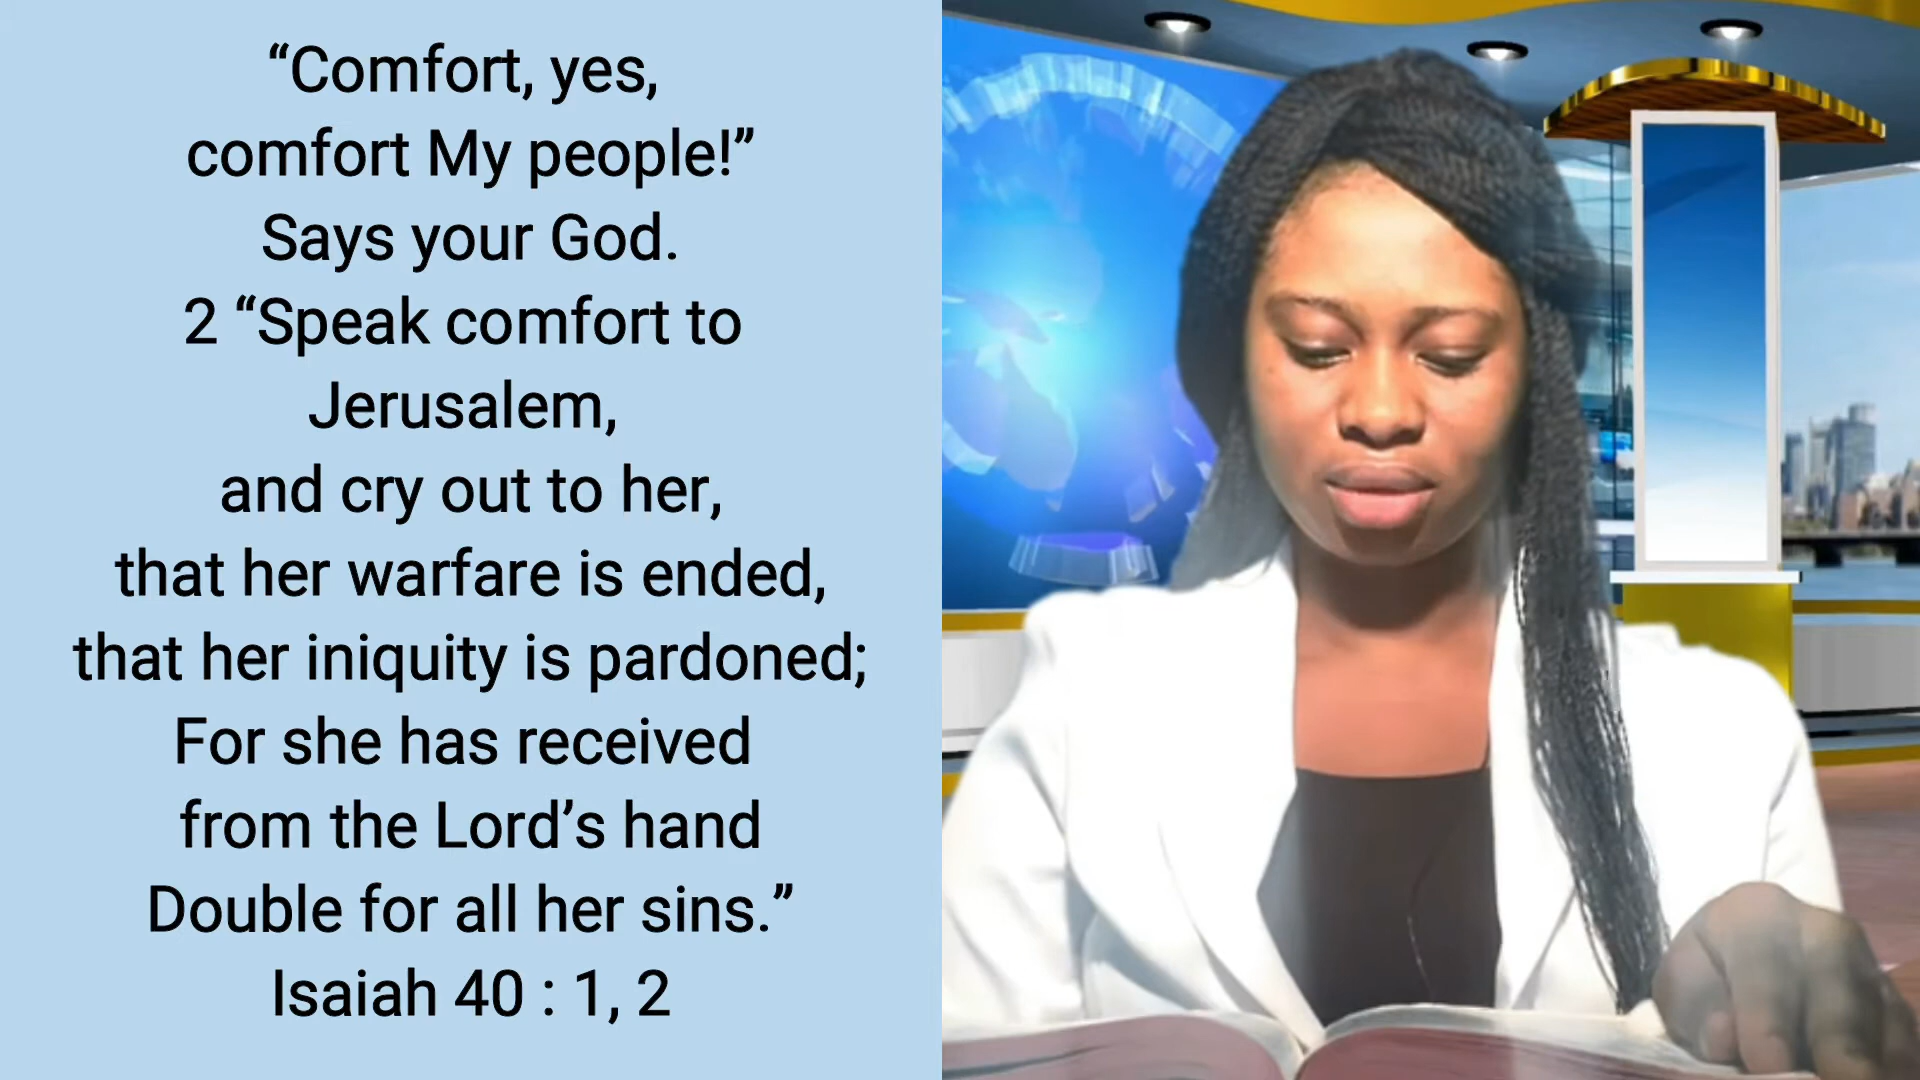 “Comfort, yes,
comfort My people!”
Says your God.
2 “Speak comfort to
Jerusalem,
and cry out to her,
that her warfare is ended,
that her iniquity is pardoned;
For she has received
from the Lord’s hand
Double for all her sins.”
Isaiah 40 : 1, 2